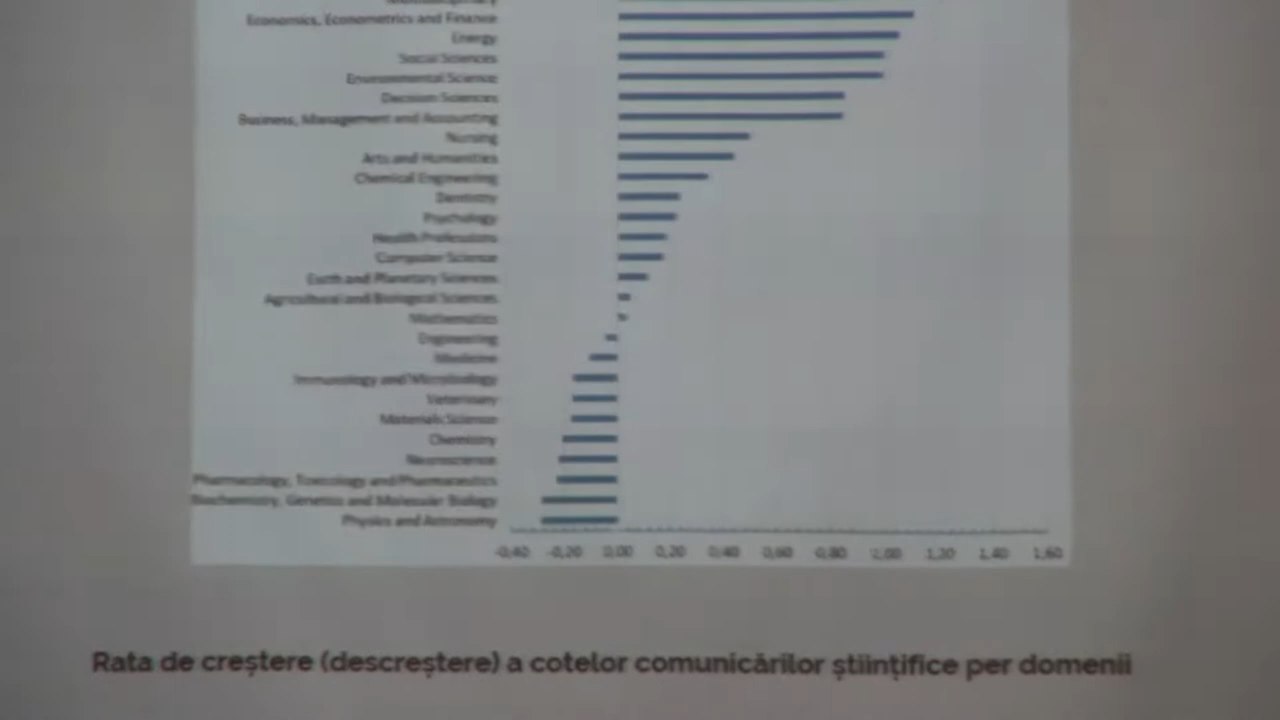 Economics, Econometrics and Finance
Energy
Social Sciences
Environmental Science
Decision Sciences
Business, Management and Accounting
Nursing
Arts and Humanities
Chemical Engineering
Dentistry
Psychology
Health Professions
Computer Science
Earth and Planetary Sciences
Agricultural and Biological Sciences
Mathematics
Engineering
Medicine
Immunology and Microbiology
Veterinary
Materials Science
Chemistry
Neuroscience
Pharmacology, Toxicology and Pharmaceutics
Biochemistry, Genetics and Molecular Biology
Physics and Astronomy
-0,40 -0,20 0,00 0,20 0,40 0,60 0,80 1,00 1,20 1,40 1,60
Rata de creștere (descreștere) a cotelor comunicărilor științifice per domenii